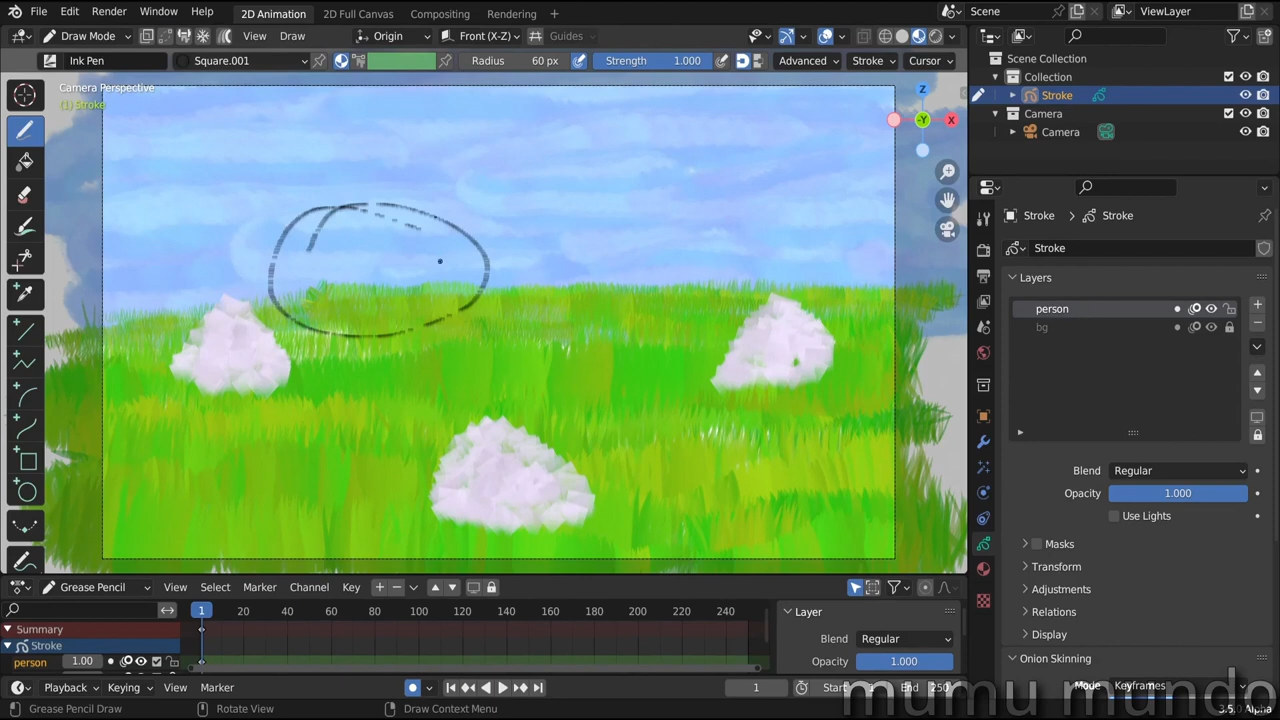 File Edit Render Window Help 2D Animation 2D Full Canvas Compositing Rendering + Scene ViewLayer
Draw Mode View Draw Origin Front (X-Z) Guides
Ink Pen Square.001 Radius 60 px Strength 1.000 Advanced Stroke Cursor
Camera Perspective
(1) Stroke
Z
-Y
X
Scene Collection
Collection
Stroke
Camera
Camera
Stroke > Stroke
Stroke
Layers
person
bg
Blend Regular
Opacity 1.000
Use Lights
Masks
Transform
Adjustments
Relations
Display
Onion Skinning
Mode Keyframes
Grease Pencil View Select Marker Channel Key
1 20 40 60 80 100 120 140 160 180 200 220 240
Summary
Stroke
person 1.00
Layer
Blend Regular
Opacity 1.000
Playback Keying View Marker 1 Start 1 End 250
Grease Pencil Draw Rotate View Draw Context Menu
3.5.0 Alpha
mumu mundo